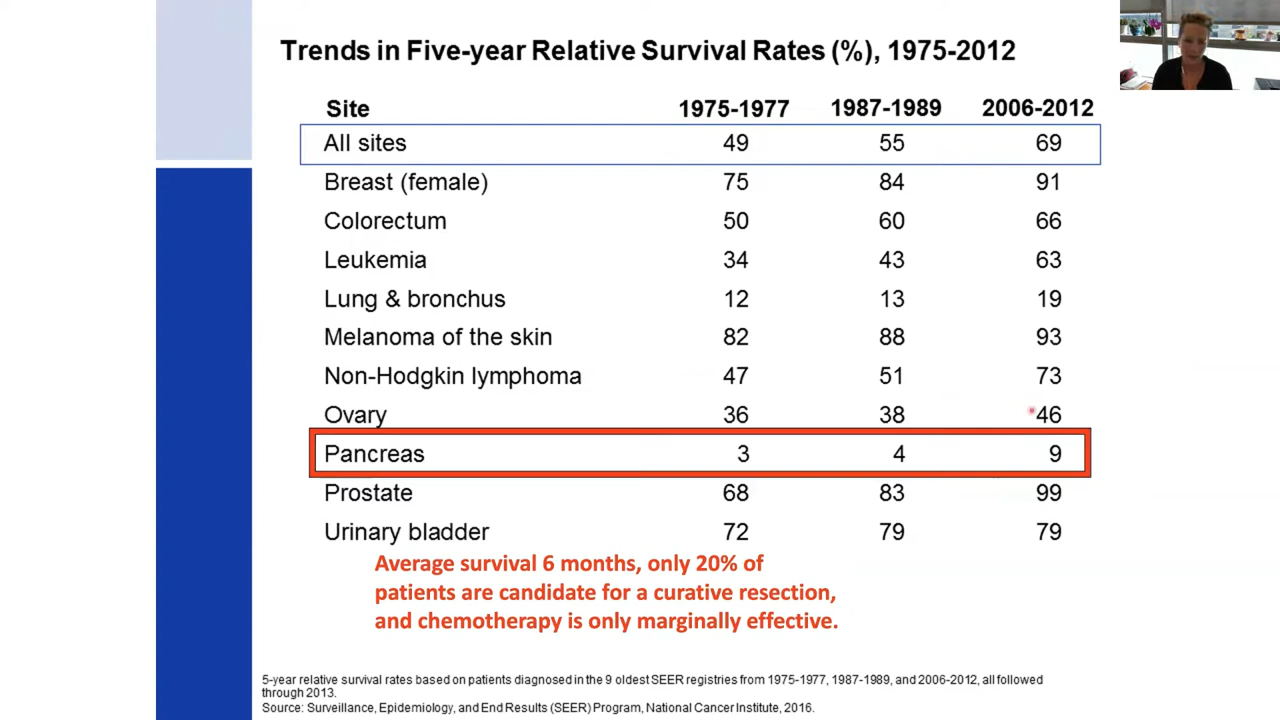 Trends in Five-year Relative Survival Rates (%), 1975-2012
Site 1975-1977 1987-1989 2006-2012
All sites 49 55 69
Breast (female) 75 84 91
Colorectum 50 60 66
Leukemia 34 43 63
Lung & bronchus 12 13 19
Melanoma of the skin 82 88 93
Non-Hodgkin lymphoma 47 51 73
Ovary 36 38 46
Pancreas 3 4 9
Prostate 68 83 99
Urinary bladder 72 79 79
Average survival 6 months, only 20% of
patients are candidate for a curative resection,
and chemotherapy is only marginally effective.
5-year relative survival rates based on patients diagnosed in the 9 oldest SEER registries from 1975-1977, 1987-1989, and 2006-2012, all followed
through 2013.
Source: Surveillance, Epidemiology, and End Results (SEER) Program, National Cancer Institute, 2016.